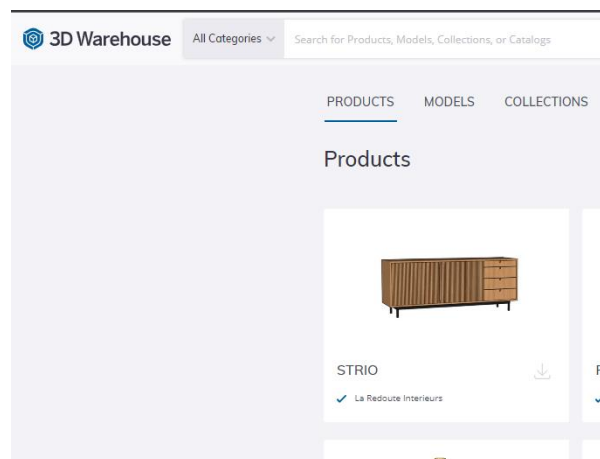 3D Warehouse All Categories Search for Products, Models, Collections, or Catalogs
PRODUCTS MODELS COLLECTIONS
Products
STRIO
La Redoute Interieurs